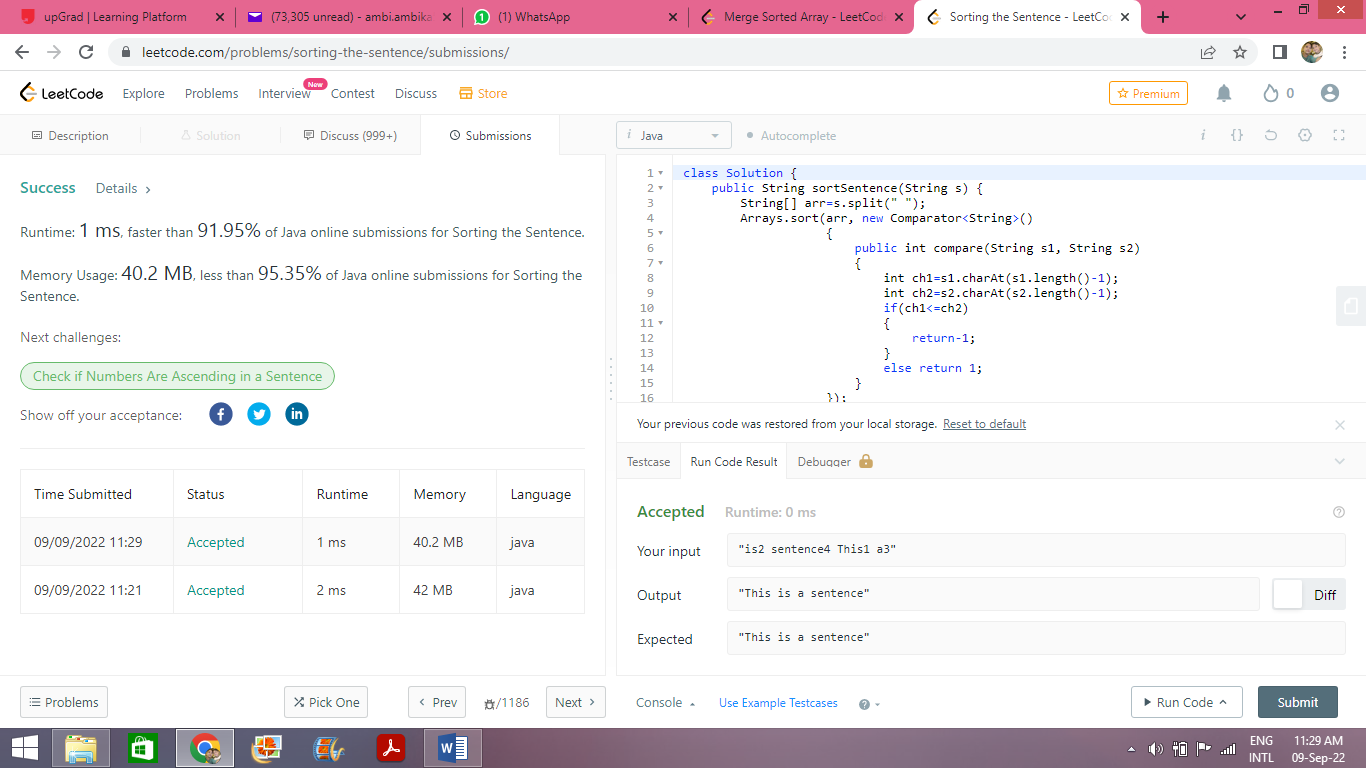 upGrad | Learning Platform
(73,305 unread) - ambi.ambika
(1) WhatsApp
Merge Sorted Array - LeetCod
Sorting the Sentence - LeetCo
leetcode.com/problems/sorting-the-sentence/submissions/
LeetCode
Explore
Problems
Interview
New
Contest
Discuss
Store
Premium
0
Description
Solution
Discuss (999+)
Submissions
i Java
Autocomplete
Success
Details
Runtime: 1 ms, faster than 91.95% of Java online submissions for Sorting the Sentence.
Memory Usage: 40.2 MB, less than 95.35% of Java online submissions for Sorting the
Sentence.
Next challenges:
Check if Numbers Are Ascending in a Sentence
Show off your acceptance:
Time Submitted Status Runtime Memory Language
09/09/2022 11:29 Accepted 1 ms 40.2 MB java
09/09/2022 11:21 Accepted 2 ms 42 MB java
1 class Solution {
2 public String sortSentence(String s) {
3 String[] arr=s.split(" ");
4 Arrays.sort(arr, new Comparator<String>()
5 {
6 public int compare(String s1, String s2)
7 {
8 int ch1=s1.charAt(s1.length()-1);
9 int ch2=s2.charAt(s2.length()-1);
10 if(ch1<=ch2)
11 {
12 return-1;
13 }
14 else return 1;
15 }
16 });
Your previous code was restored from your local storage. Reset to default
Testcase
Run Code Result
Debugger
Accepted Runtime: 0 ms
Your input "is2 sentence4 This1 a3"
Output "This is a sentence" Diff
Expected "This is a sentence"
Problems
Pick One
Prev
/1186
Next
Console
Use Example Testcases
Run Code
Submit
ENG
INTL
11:29 AM
09-Sep-22